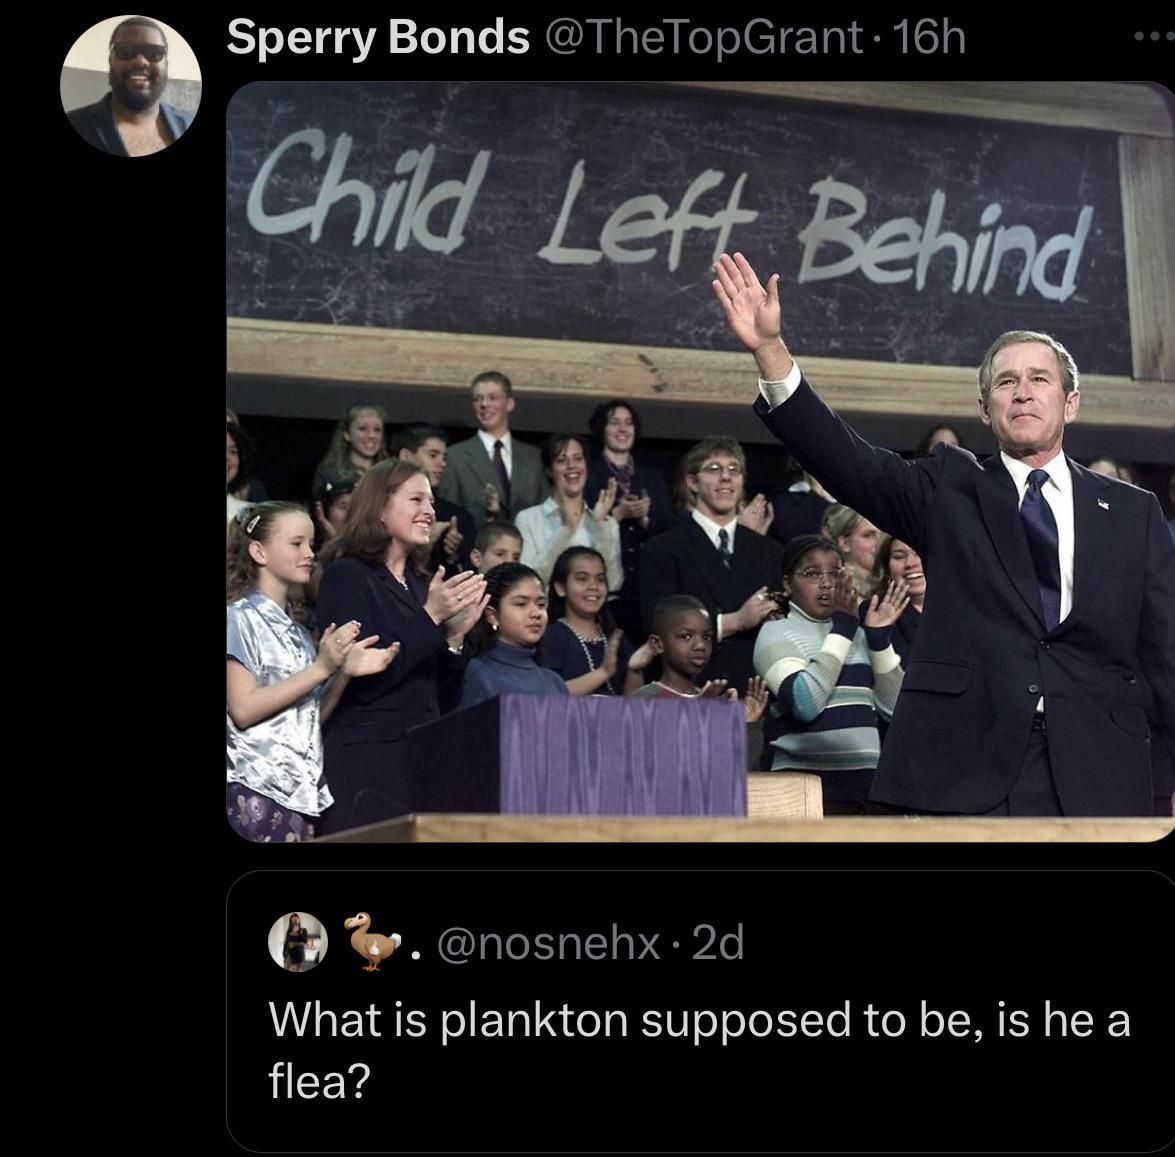 Sperry Bonds @TheTopGrant · 16h
Child Left Behind
. @nosnehx · 2d
What is plankton supposed to be, is he a
flea?